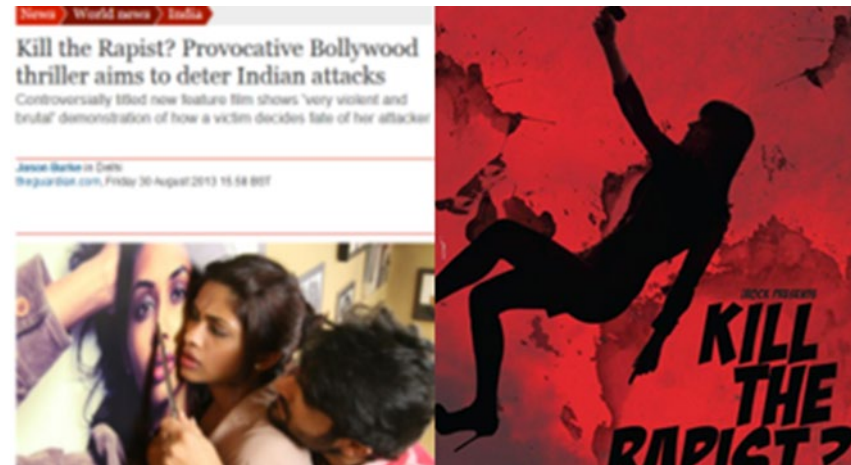 News World news India
Kill the Rapist? Provocative Bollywood
thriller aims to deter Indian attacks
Controversially titled new feature film shows 'very violent and
brutal' demonstration of how a victim decides fate of her attacker
Jason Burke in Delhi
theguardian.com, Friday 30 August 2013 15.58 BST
PRESENTS
KILL
THE
RAPIST?